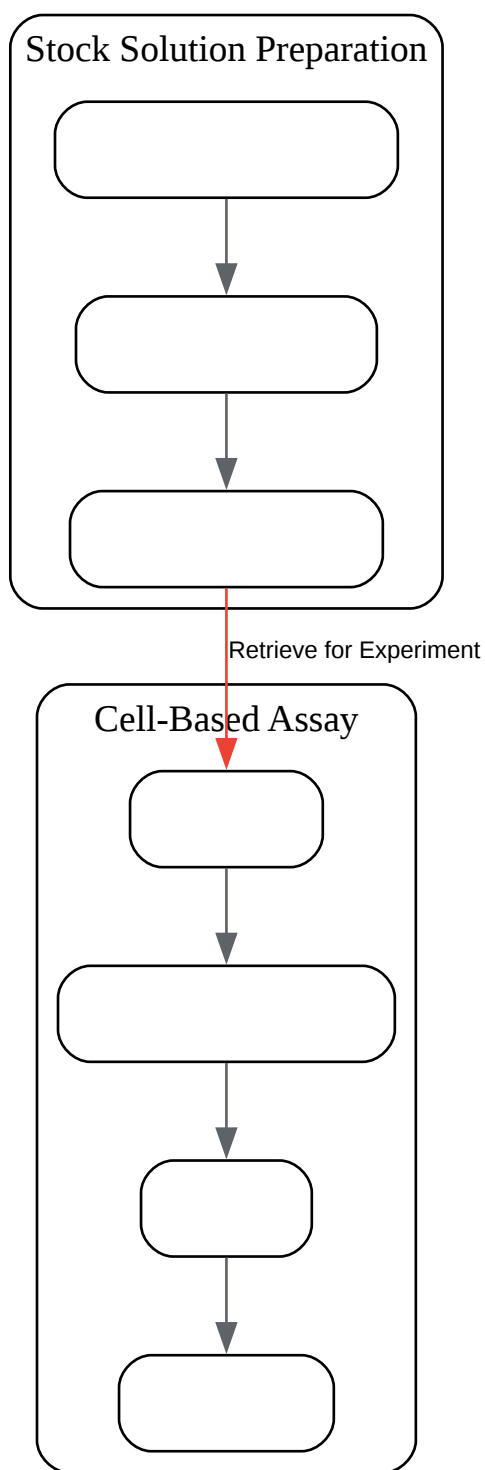 Stock Solution Preparation
Retrieve for Experiment
Cell-Based Assay